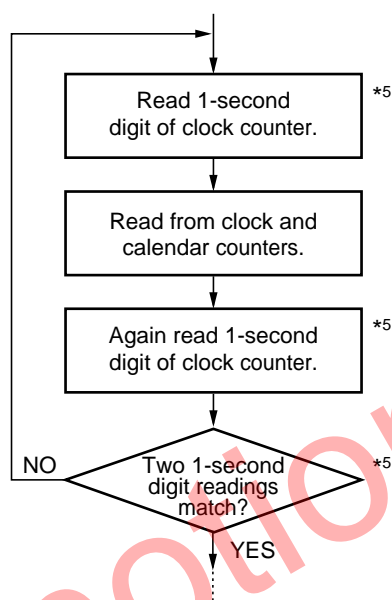 Read 1-second *5
digit of clock counter.
Read from clock and
calendar counters.
Again read 1-second *5
digit of clock counter.
NO
Two 1-second *5
digit readings
match?
YES